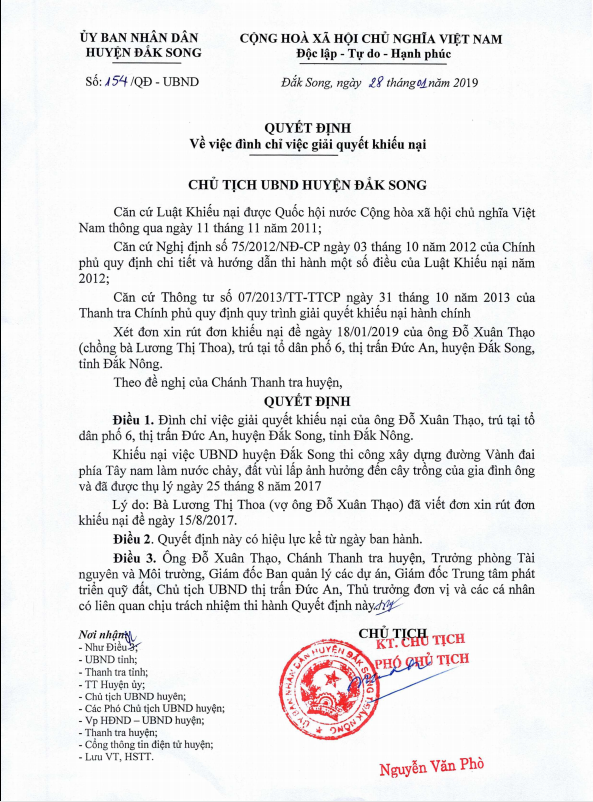 ỦY BAN NHÂN DÂN
HUYỆN ĐẮK SONG
CỘNG HOÀ XÃ HỘI CHỦ NGHĨA VIỆT NAM
Độc lập - Tự do - Hạnh phúc
Số: 154/QĐ - UBND
Đắk Song, ngày 28 tháng 01 năm 2019
QUYẾT ĐỊNH
Về việc đình chỉ việc giải quyết khiếu nại
CHỦ TỊCH UBND HUYỆN ĐẮK SONG
Căn cứ Luật Khiếu nại được Quốc hội nước Cộng hòa xã hội chủ nghĩa Việt
Nam thông qua ngày 11 tháng 11 năm 2011;
Căn cứ Nghị định số 75/2012/NĐ-CP ngày 03 tháng 10 năm 2012 của Chính
phủ quy định chi tiết và hướng dẫn thi hành một số điều của Luật Khiếu nại năm
2012;
Căn cứ Thông tư số 07/2013/TT-TTCP ngày 31 tháng 10 năm 2013 của
Thanh tra Chính phủ quy định quy trình giải quyết khiếu nại hành chính
Xét đơn xin rút đơn khiếu nại đề ngày 18/01/2019 của ông Đỗ Xuân Thạo
(chồng bà Lương Thị Thoa), trú tại tổ dân phố 6, thị trấn Đức An, huyện Đắk Song,
tỉnh Đắk Nông.
Theo đề nghị của Chánh Thanh tra huyện,
QUYẾT ĐỊNH
Điều 1. Đình chỉ việc giải quyết khiếu nại của ông Đỗ Xuân Thạo, trú tại tổ
dân phố 6, thị trấn Đức An, huyện Đắk Song, tỉnh Đắk Nông.
Khiếu nại việc UBND huyện Đắk Song thi công xây dựng đường Vành đai
phía Tây nam làm nước chảy, đất vùi lấp ảnh hưởng đến cây trồng của gia đình ông
và đã được thụ lý ngày 25 tháng 8 năm 2017
Lý do: Bà Lương Thị Thoa (vợ ông Đỗ Xuân Thạo) đã viết đơn xin rút đơn
khiếu nại đề ngày 15/8/2017.
Điều 2. Quyết định này có hiệu lực kể từ ngày ban hành.
Điều 3. Ông Đỗ Xuân Thạo, Chánh Thanh tra huyện, Trưởng phòng Tài
nguyên và Môi trường, Giám đốc Ban quản lý các dự án, Giám đốc Trung tâm phát
triển quỹ đất, Chủ tịch UBND thị trấn Đức An, Thủ trưởng đơn vị và các cá nhân
có liên quan chịu trách nhiệm thi hành Quyết định này.
Nơi nhận:
- Như Điều 3;
- UBND tỉnh;
- Thanh tra tỉnh;
- TT Huyện ủy;
- Chủ tịch UBND huyện;
- Các Phó Chủ tịch UBND huyện;
- Vp HĐND – UBND huyện;
- Thanh tra huyện;
- Cổng thông tin điện tử huyện;
- Lưu VT, HSTT.
CHỦ TỊCH
KT. CHỦ TỊCH
PHÓ CHỦ TỊCH
ỦY BAN NHÂN DÂN HUYỆN ĐẮK SONG T. ĐẮK NÔNG
Nguyễn Văn Phò